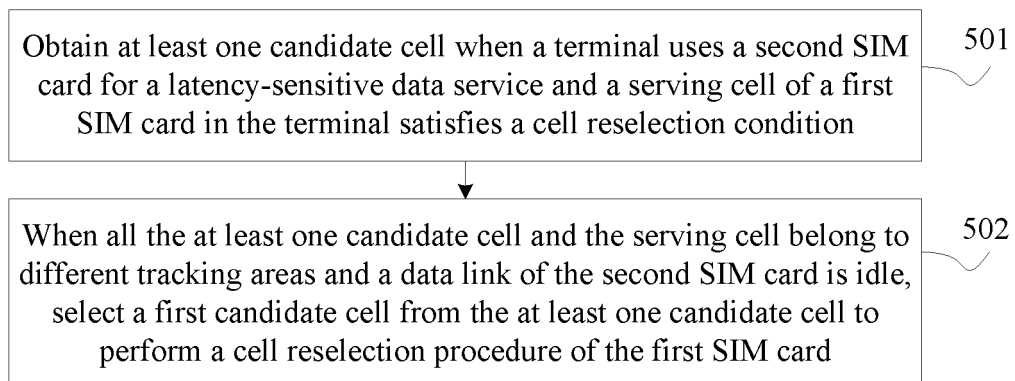 Obtain at least one candidate cell when a terminal uses a second SIM
card for a latency-sensitive data service and a serving cell of a first
SIM card in the terminal satisfies a cell reselection condition
501
When all the at least one candidate cell and the serving cell belong to
different tracking areas and a data link of the second SIM card is idle,
select a first candidate cell from the at least one candidate cell to
perform a cell reselection procedure of the first SIM card
502